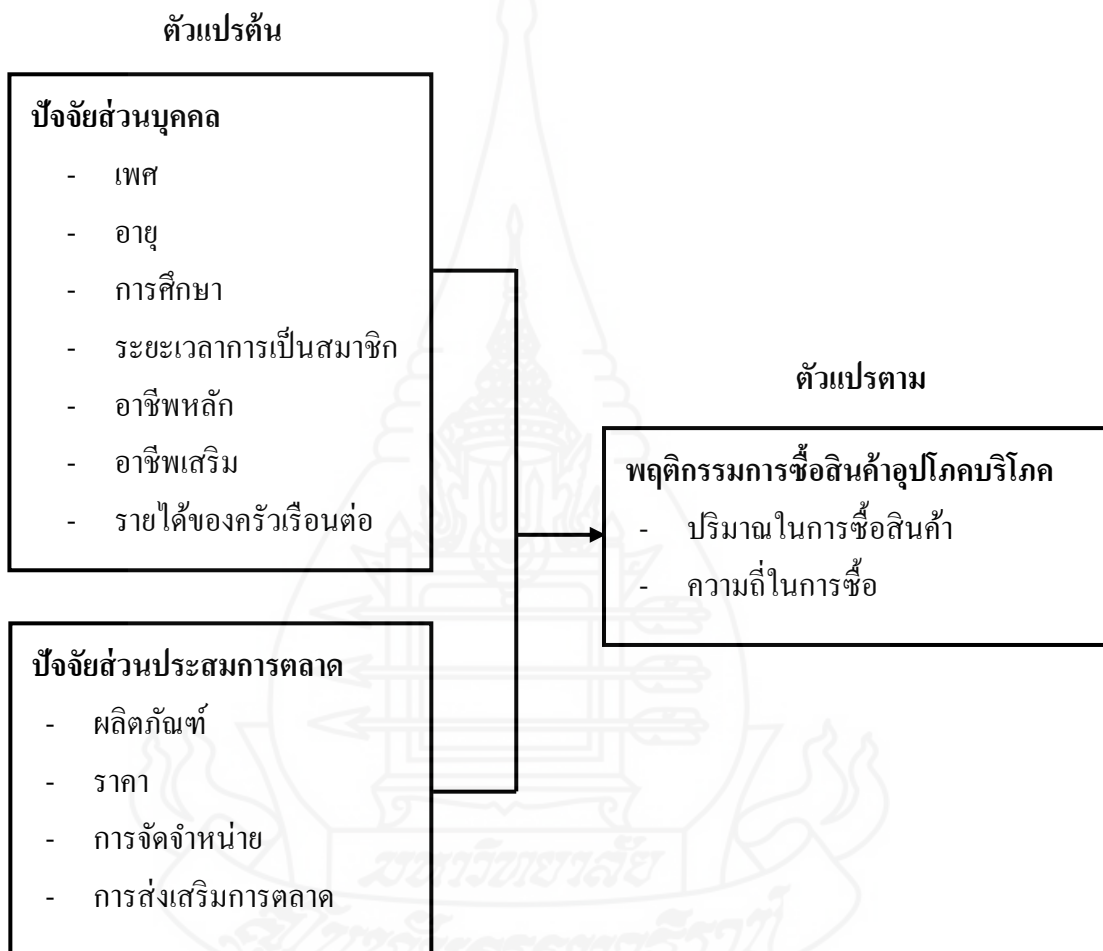 ตัวแปรต้น
ปัจจัยส่วนบุคคล
- เพศ
- อายุ
- การศึกษา
- ระยะเวลาการเป็นสมาชิก
- อาชีพหลัก
- อาชีพเสริม
- รายได้ของครัวเรือนต่อ
ปัจจัยส่วนประสมการตลาด
- ผลิตภัณฑ์
- ราคา
- การจัดจำหน่าย
- การส่งเสริมการตลาด
ตัวแปรตาม
พฤติกรรมการซื้อสินค้าอุปโภคบริโภค
- ปริมาณในการซื้อสินค้า
- ความถี่ในการซื้อ
มหาวิทยาลัย